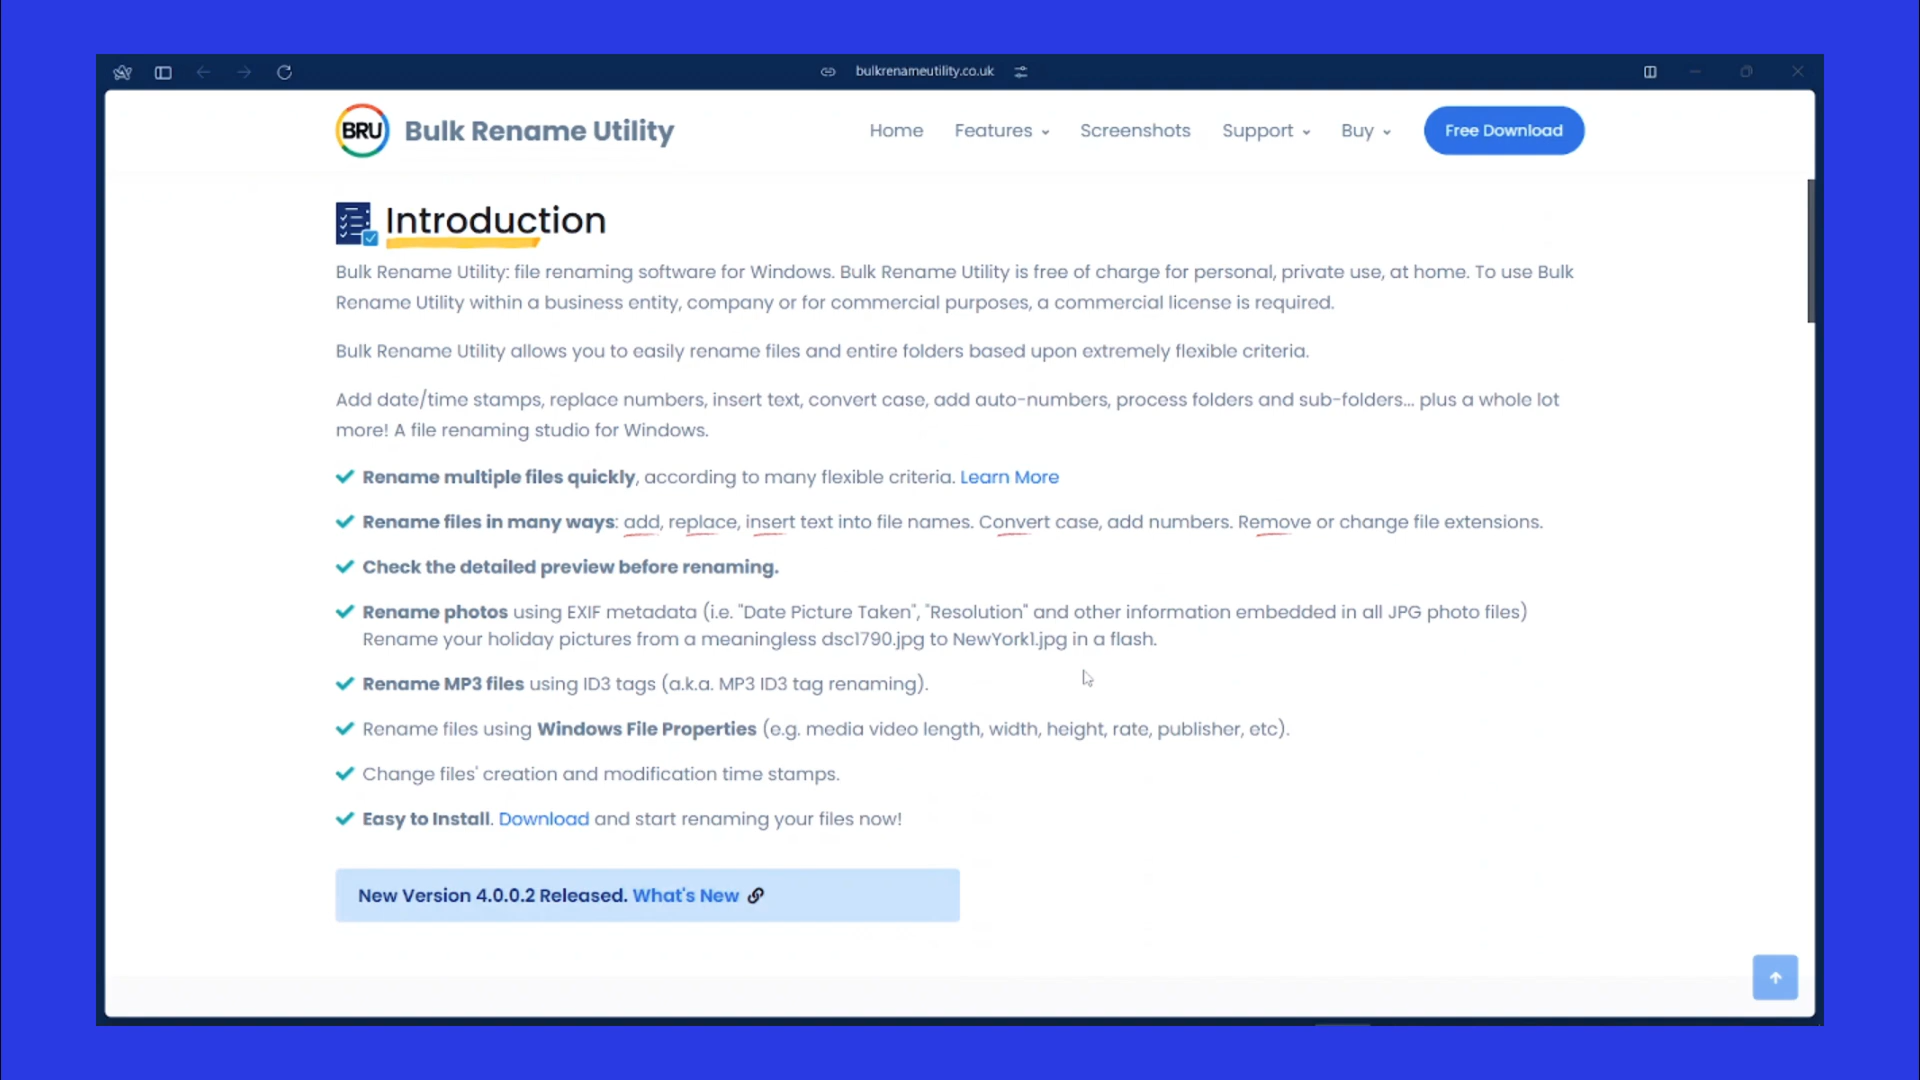 bulkrenameutility.co.uk
BRU Bulk Rename Utility Home Features Screenshots Support Buy Free Download
Introduction
Bulk Rename Utility: file renaming software for Windows. Bulk Rename Utility is free of charge for personal, private use, at home. To use Bulk
Rename Utility within a business entity, company or for commercial purposes, a commercial license is required.
Bulk Rename Utility allows you to easily rename files and entire folders based upon extremely flexible criteria.
Add date/time stamps, replace numbers, insert text, convert case, add auto-numbers, process folders and sub-folders... plus a whole lot
more! A file renaming studio for Windows.
Rename multiple files quickly, according to many flexible criteria. Learn More
Rename files in many ways: add, replace, insert text into file names. Convert case, add numbers. Remove or change file extensions.
Check the detailed preview before renaming.
Rename photos using EXIF metadata (i.e. "Date Picture Taken", "Resolution" and other information embedded in all JPG photo files)
Rename your holiday pictures from a meaningless dsc1790.jpg to NewYork1.jpg in a flash.
Rename MP3 files using ID3 tags (a.k.a. MP3 ID3 tag renaming).
Rename files using Windows File Properties (e.g. media video length, width, height, rate, publisher, etc).
Change files' creation and modification time stamps.
Easy to Install. Download and start renaming your files now!
New Version 4.0.0.2 Released. What's New